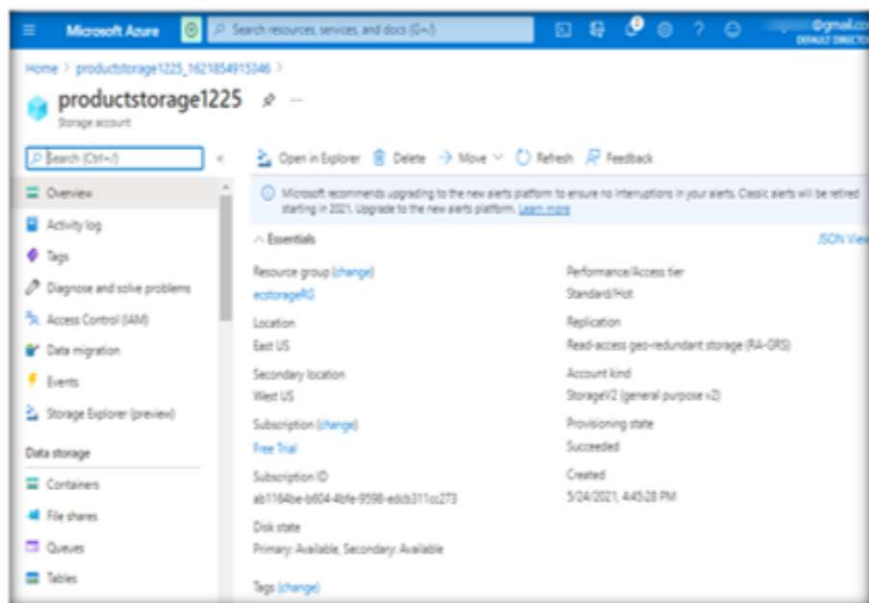 Microsoft Azure
Search resources, services, and docs (G+/)
@gmail.co
DEFAULT DIRECTO
Home > productstorage1225_1621854915346 >
productstorage1225
Storage account
Search (Ctrl+/)
Open in Explorer Delete Move Refresh Feedback
Overview
Activity log
Tags
Diagnose and solve problems
Access Control (IAM)
Data migration
Events
Storage Explorer (preview)
Data storage
Containers
File shares
Queues
Tables
Microsoft recommends upgrading to the new alerts platform to ensure no interruptions in your alerts. Classic alerts will be retired
starting in 2021. Upgrade to the new alerts platform. Learn more
Essentials
JSON View
Resource group (change)
ecstorageRG
Location
East US
Secondary location
West US
Subscription (change)
Free Trial
Subscription ID
ab1164be-b604-4bfe-9598-edcb311cc273
Disk state
Primary: Available, Secondary: Available
Tags (change)
Performance/Access tier
Standard/Hot
Replication
Read-access geo-redundant storage (RA-GRS)
Account kind
StorageV2 (general purpose v2)
Provisioning state
Succeeded
Created
5/24/2021, 4:45:28 PM